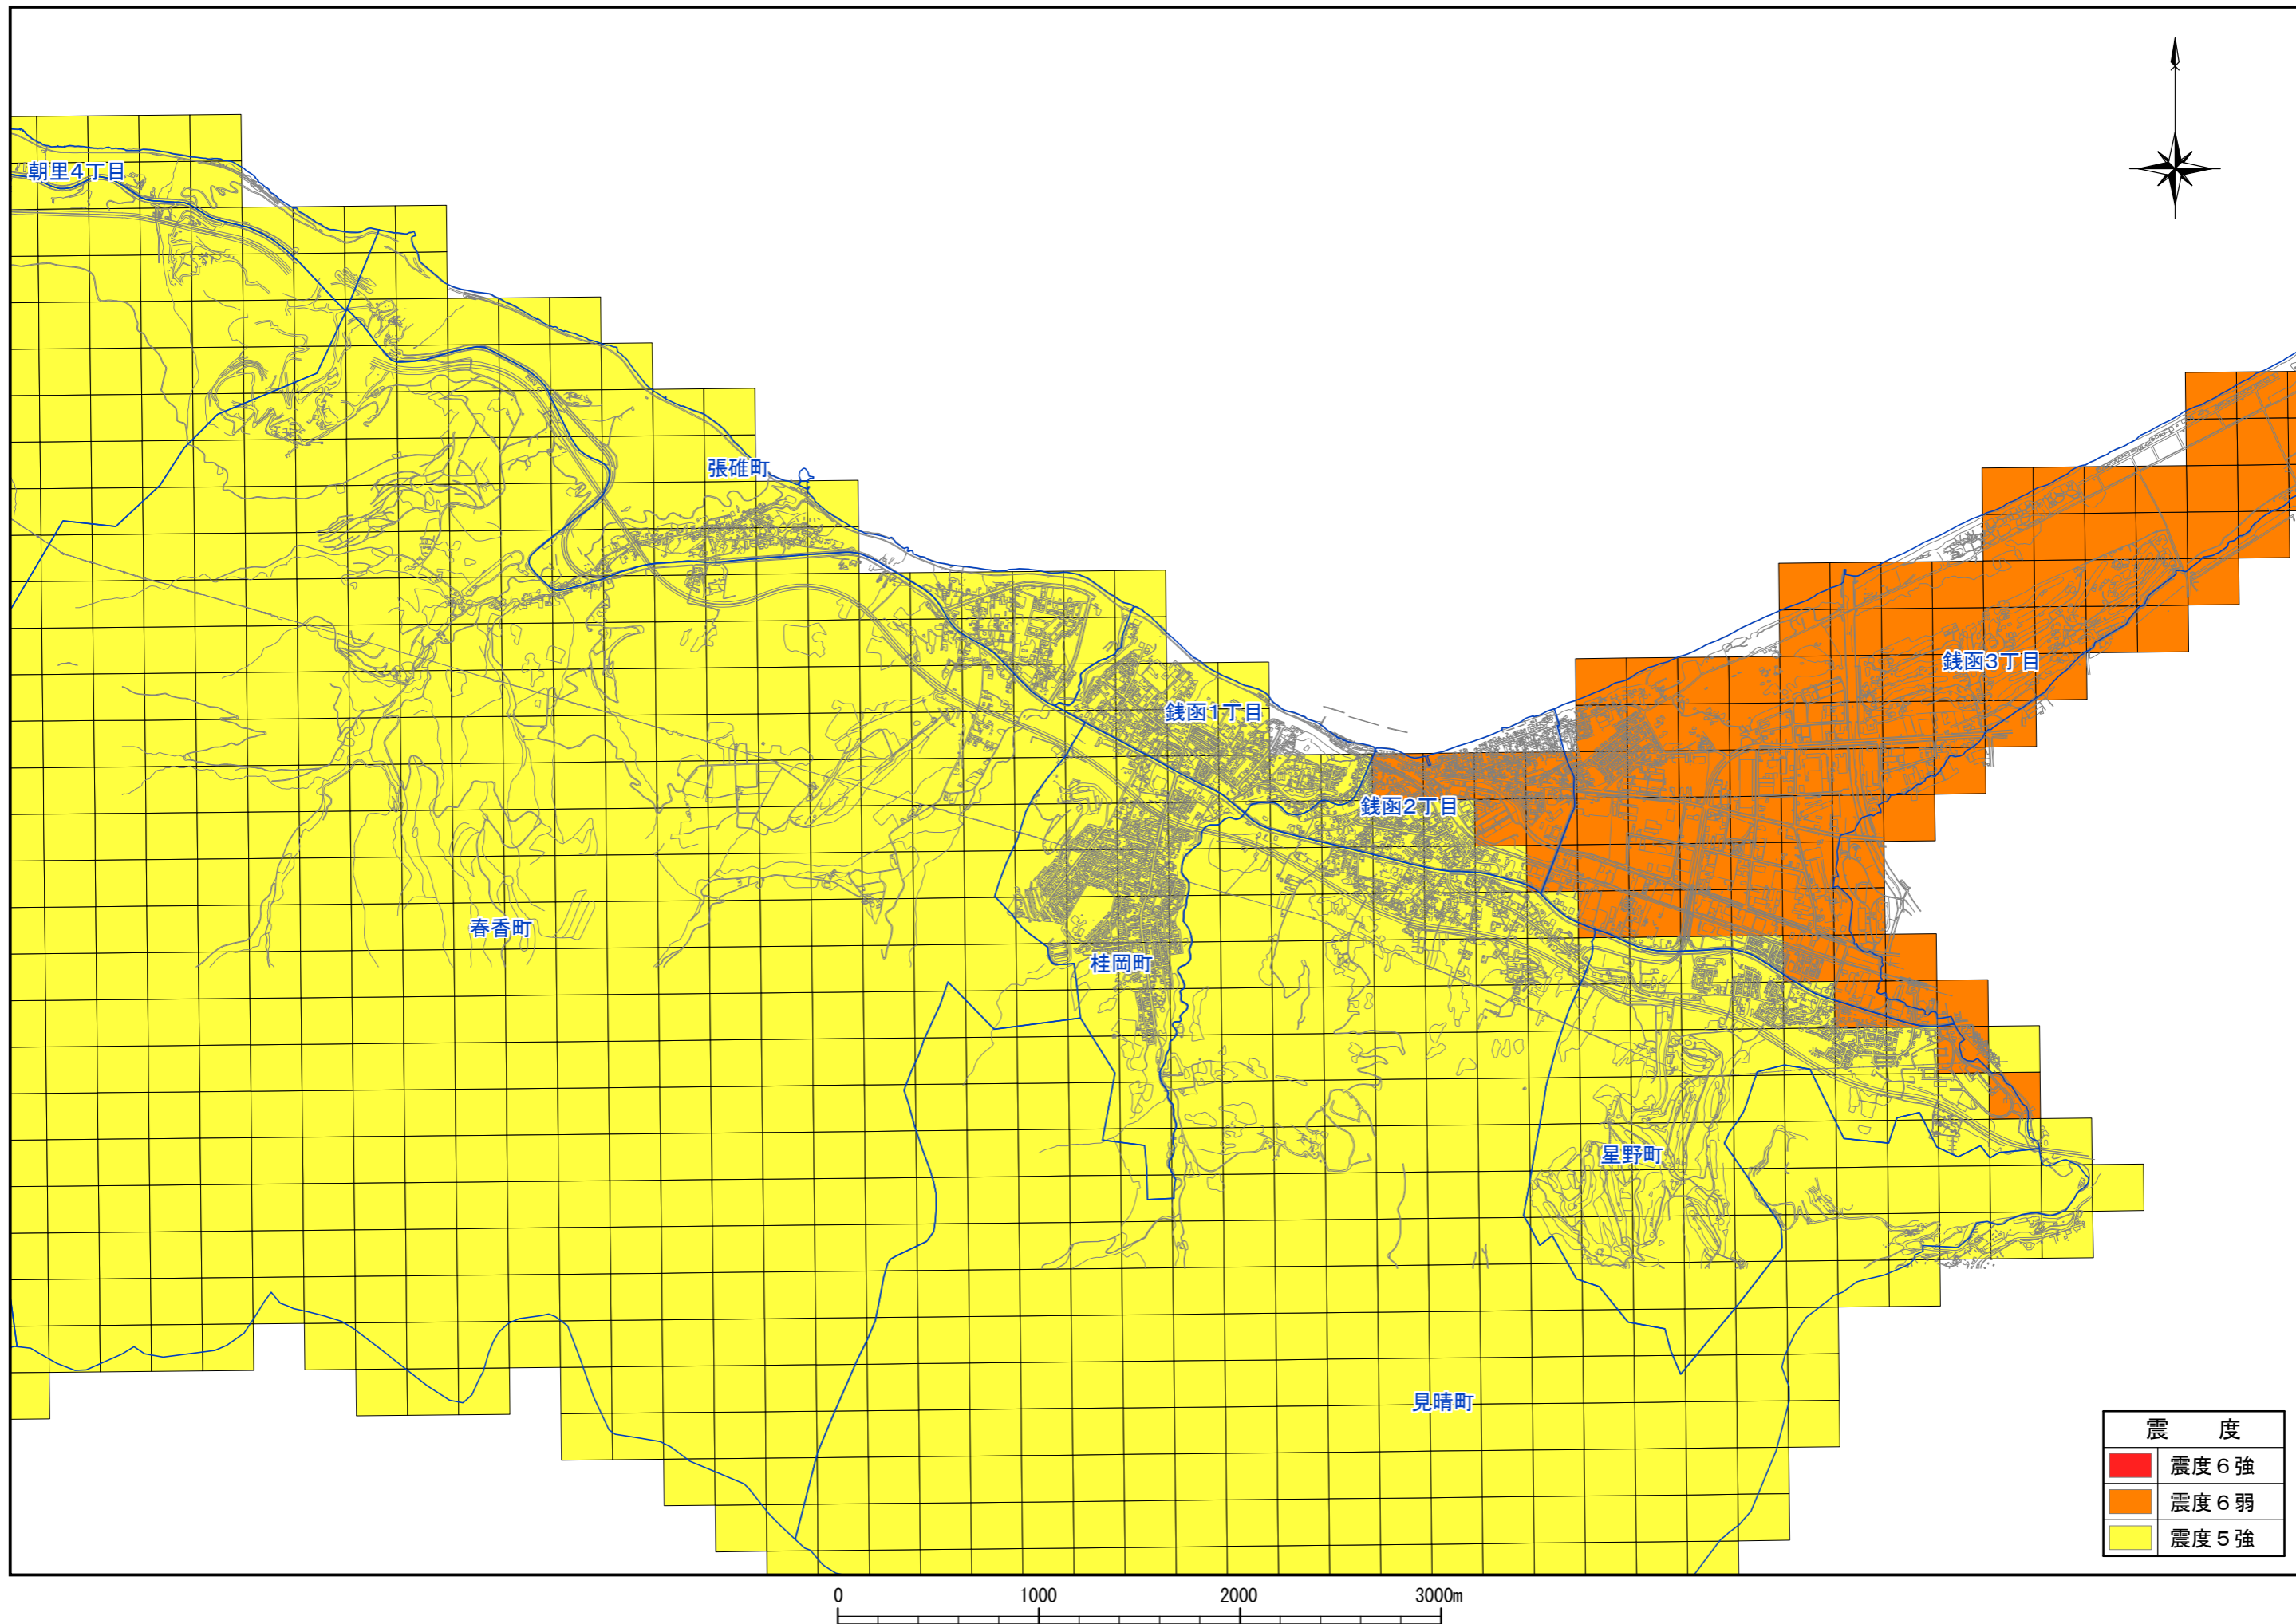 朝里4丁目
張碓町
銭函3丁目
銭函1丁目
銭函2丁目
春香町
桂岡町
星野町
見晴町
震　度
震度６強
震度６弱
震度５強
0 1000 2000 3000m